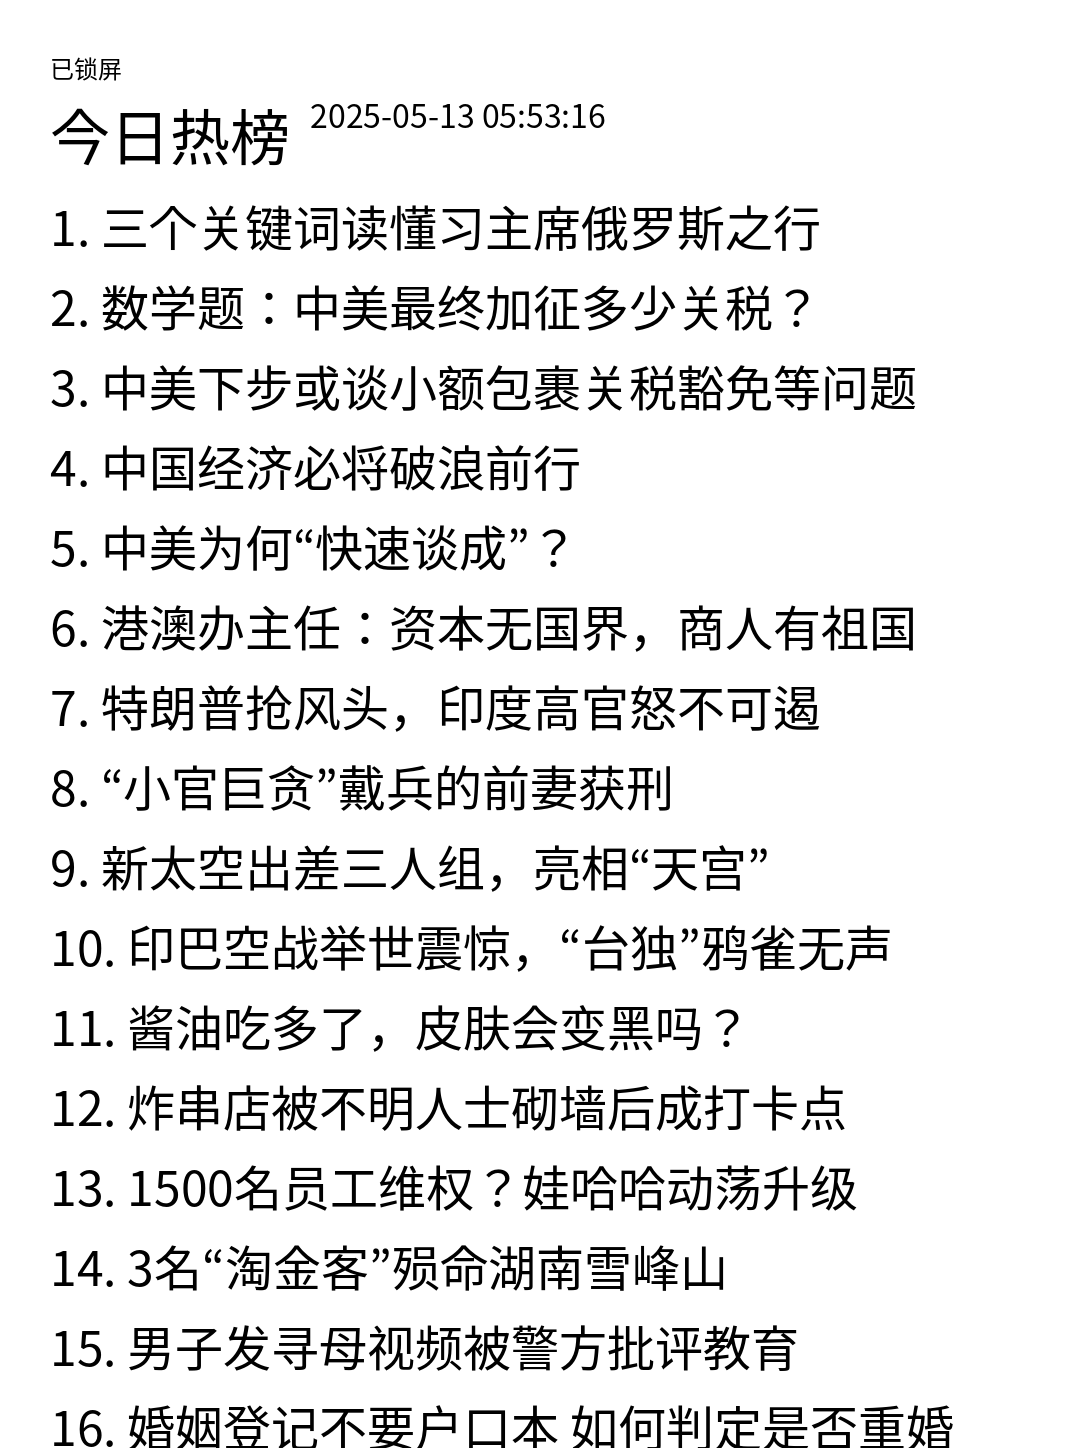 已锁屏
今日热榜 2025-05-13 05:53:16
1. 三个关键词读懂习主席俄罗斯之行
2. 数学题：中美最终加征多少关税？
3. 中美下步或谈小额包裹关税豁免等问题
4. 中国经济必将破浪前行
5. 中美为何“快速谈成”？
6. 港澳办主任：资本无国界，商人有祖国
7. 特朗普抢风头，印度高官怒不可遏
8. “小官巨贪”戴兵的前妻获刑
9. 新太空出差三人组，亮相“天宫”
10. 印巴空战举世震惊，“台独”鸦雀无声
11. 酱油吃多了，皮肤会变黑吗？
12. 炸串店被不明人士砌墙后成打卡点
13. 1500名员工维权？娃哈哈动荡升级
14. 3名“淘金客”殒命湖南雪峰山
15. 男子发寻母视频被警方批评教育
16. 婚姻登记不要户口本 如何判定是否重婚